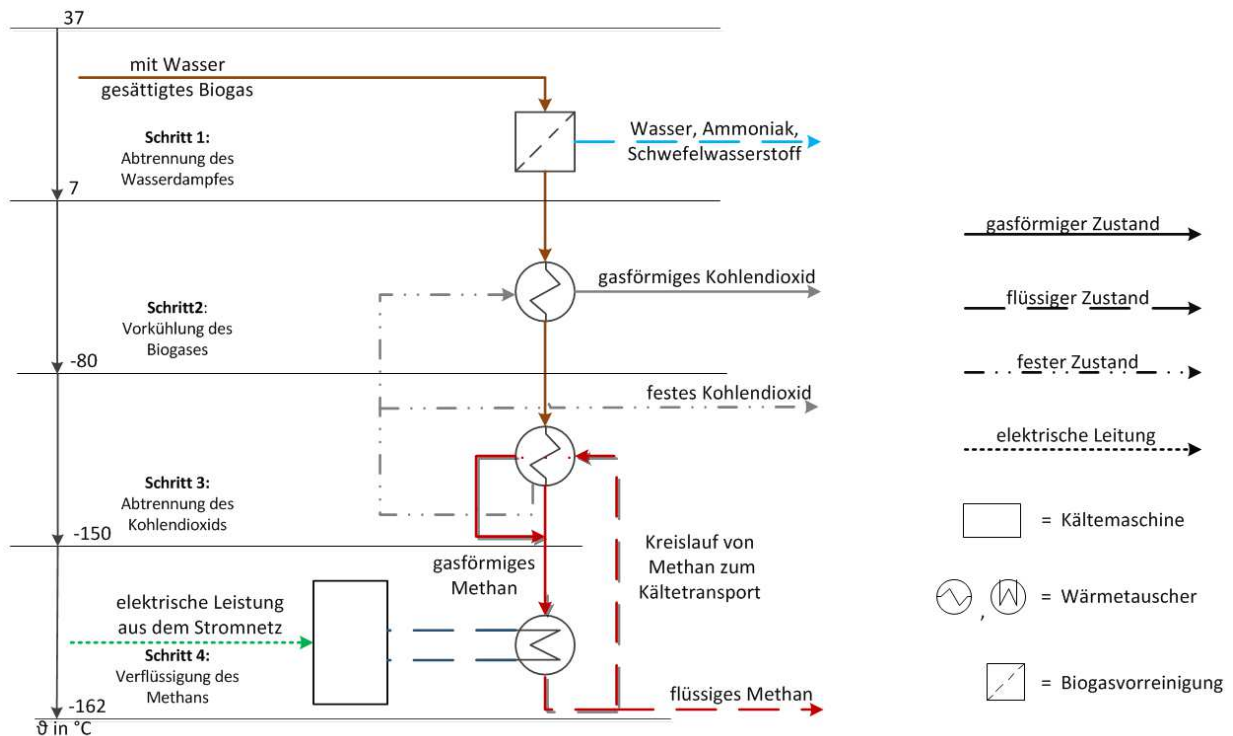 37
mit Wasser
gesättigtes Biogas
Schritt 1:
Abtrennung des
Wasserdampfes
Wasser, Ammoniak,
Schwefelwasserstoff
7
Schritt2:
Vorkühlung des
Biogases
gasförmiges Kohlendioxid
-80
festes Kohlendioxid
Schritt 3:
Abtrennung des
Kohlendioxids
-150
gasförmiges
Methan
Kreislauf von
Methan zum
Kältetransport
elektrische Leistung
aus dem Stromnetz
Schritt 4:
Verflüssigung des
Methans
flüssiges Methan
-162
ϑ in °C
gasförmiger Zustand
flüssiger Zustand
fester Zustand
elektrische Leitung
= Kältemaschine
, = Wärmetauscher
= Biogasvorreinigung